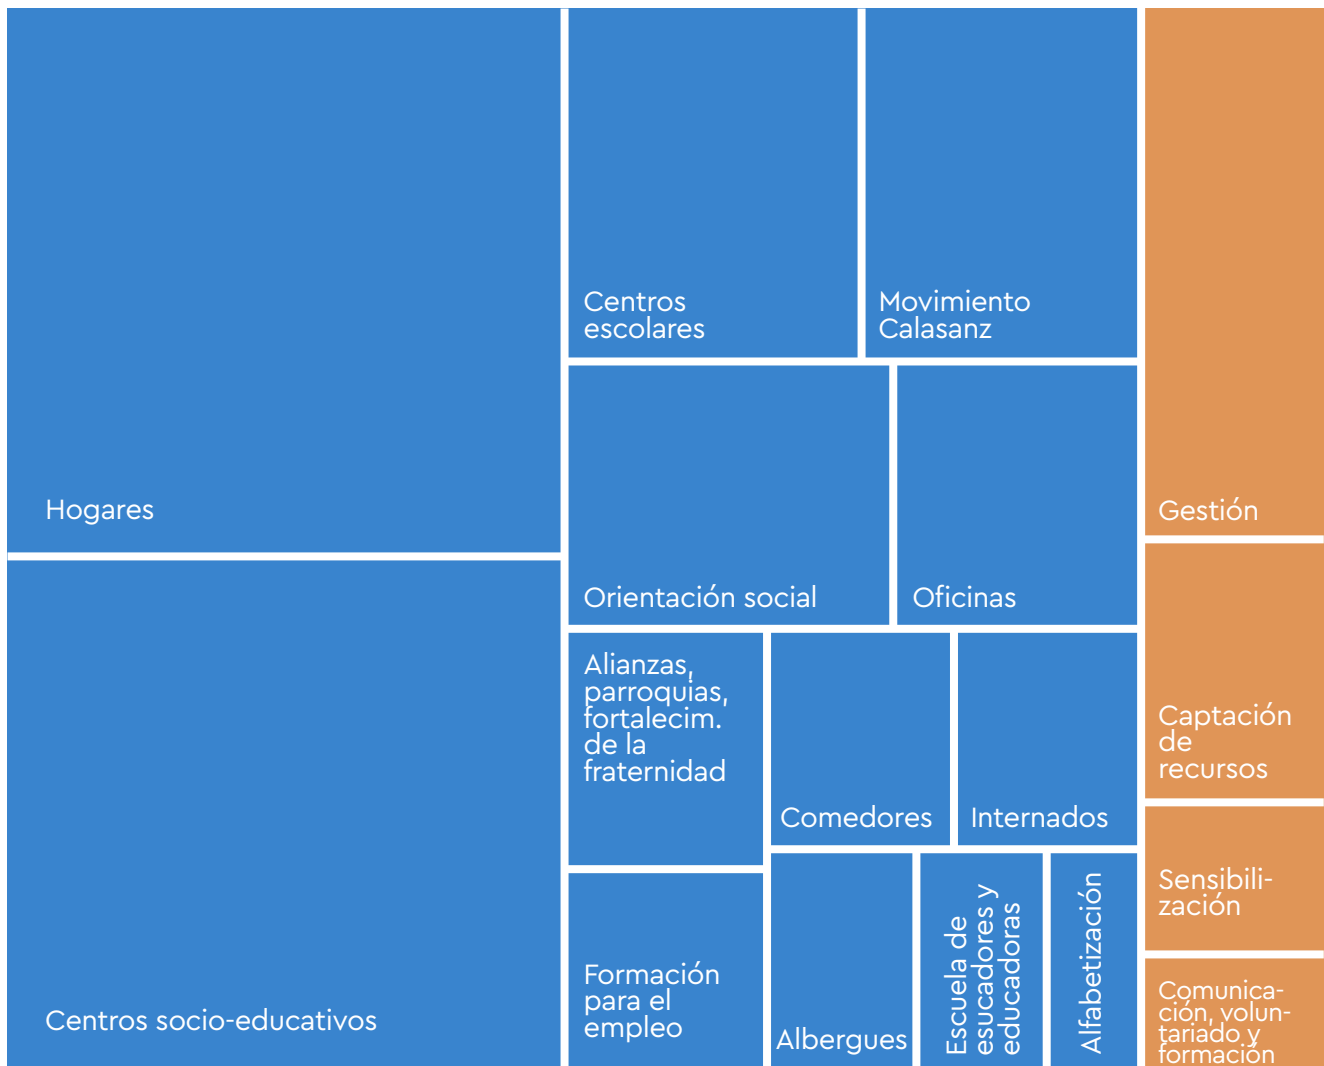 Hogares
Centros socio-educativos
Centros
escolares
Movimiento
Calasanz
Orientación social
Oficinas
Alianzas,
parroquias,
fortalecim.
de la
fraternidad
Comedores
Internados
Formación
para el
empleo
Albergues
Escuela de
esucadores y
educadoras
Alfabetización
Gestión
Captación
de
recursos
Sensibili-
zación
Comunica-
ción, volun-
tariado y
formación